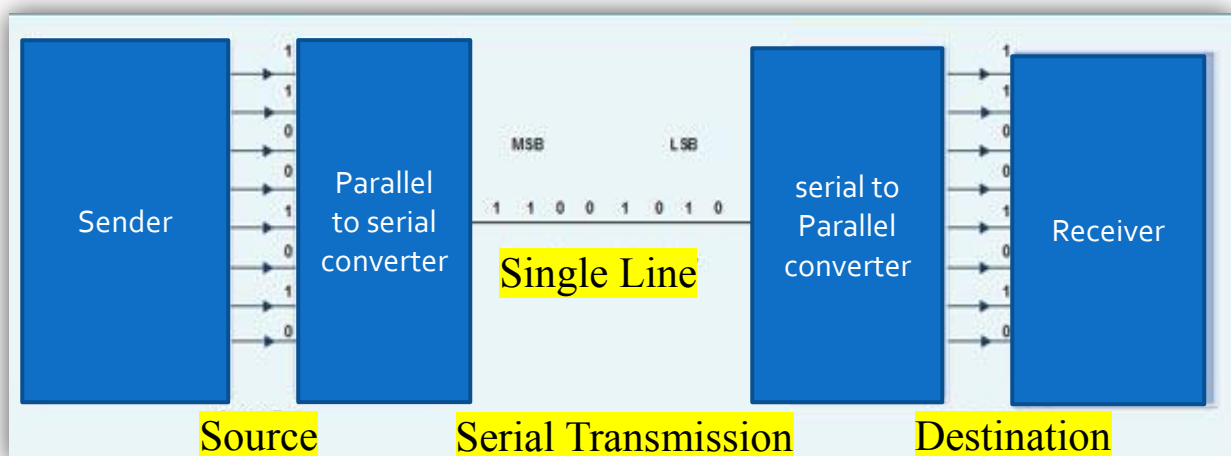 Sender
1
1
0
0
1
0
1
0
Parallel
to serial
converter
MSB LSB
1 1 0 0 1 0 1 0
Single Line
serial to
Parallel
converter
1
1
0
0
1
0
1
0
Receiver
Source
Serial Transmission
Destination